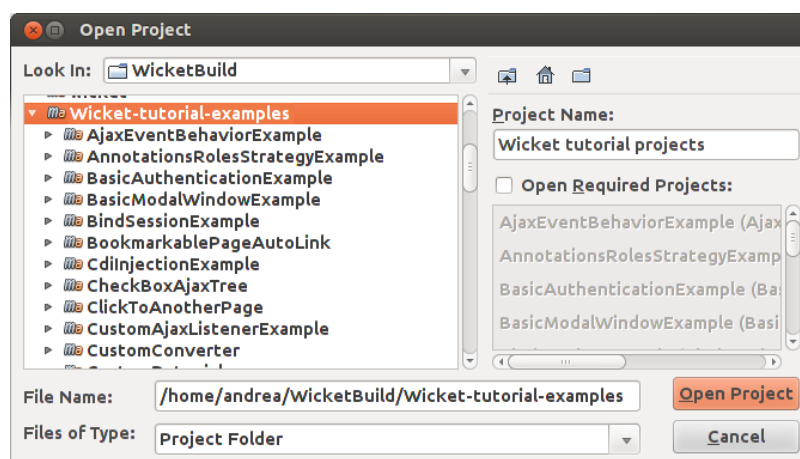 Open Project
Look In:
WicketBuild
Wicket-tutorial-examples
AjaxEventBehaviorExample
AnnotationsRolesStrategyExample
BasicAuthenticationExample
BasicModalWindowExample
BindSessionExample
BookmarkablePageAutoLink
CdiInjectionExample
CheckBoxAjaxTree
ClickToAnotherPage
CustomAjaxListenerExample
CustomConverter
Project Name:
Wicket tutorial projects
Open Required Projects:
AjaxEventBehaviorExample (Ajax
AnnotationsRolesStrategyExamp
BasicAuthenticationExample (Ba
BasicModalWindowExample (Basi
File Name:
/home/andrea/WicketBuild/Wicket-tutorial-examples
Open Project
Files of Type:
Project Folder
Cancel